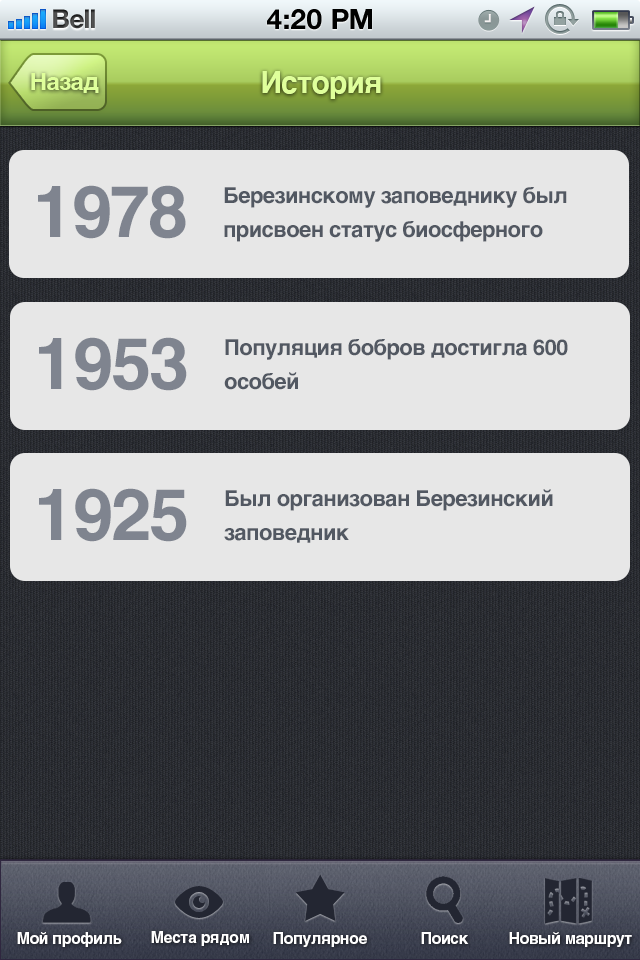 Bell 4:20 PM
Назад История
1978 Березинскому заповеднику был
присвоен статус биосферного
1953 Популяция бобров достигла 600
особей
1925 Был организован Березинский
заповедник
Мой профиль Места рядом Популярное Поиск Новый маршрут